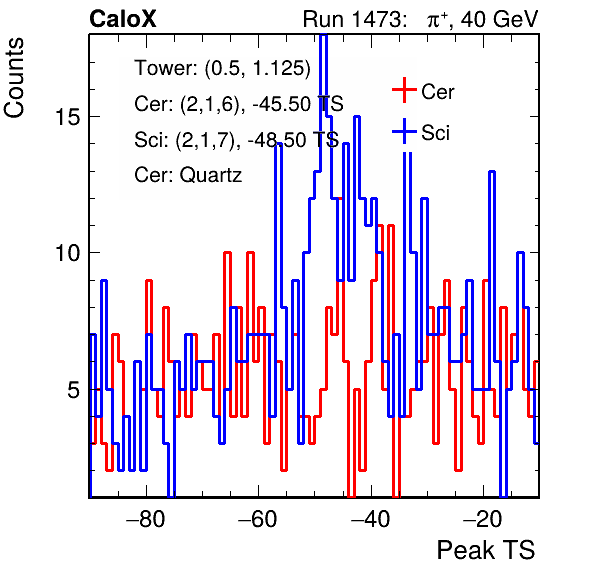 CaloX Run 1473: π⁺, 40 GeV
Counts
Tower: (0.5, 1.125)
Cer: (2,1,6), -45.50 TS
Sci: (2,1,7), -48.50 TS
Cer: Quartz
Cer
Sci
15
10
5
−80 −60 −40 −20
Peak TS